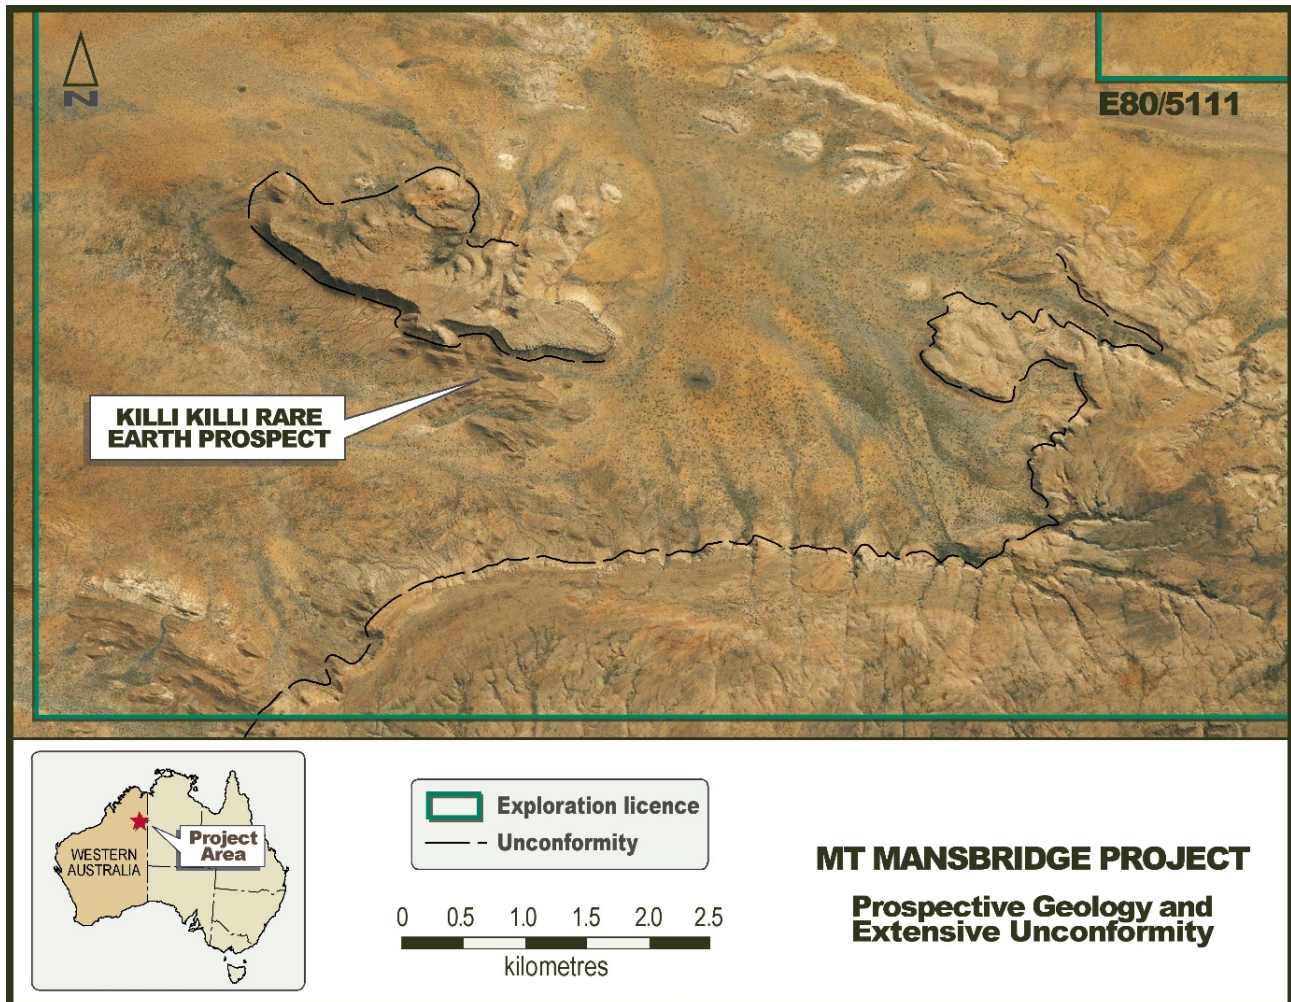 N
E80/5111
KILLI KILLI RARE
EARTH PROSPECT
WESTERN
AUSTRALIA
Project
Area
Exploration licence
Unconformity
0 0.5 1.0 1.5 2.0 2.5
kilometres
MT MANSBRIDGE PROJECT
Prospective Geology and
Extensive Unconformity